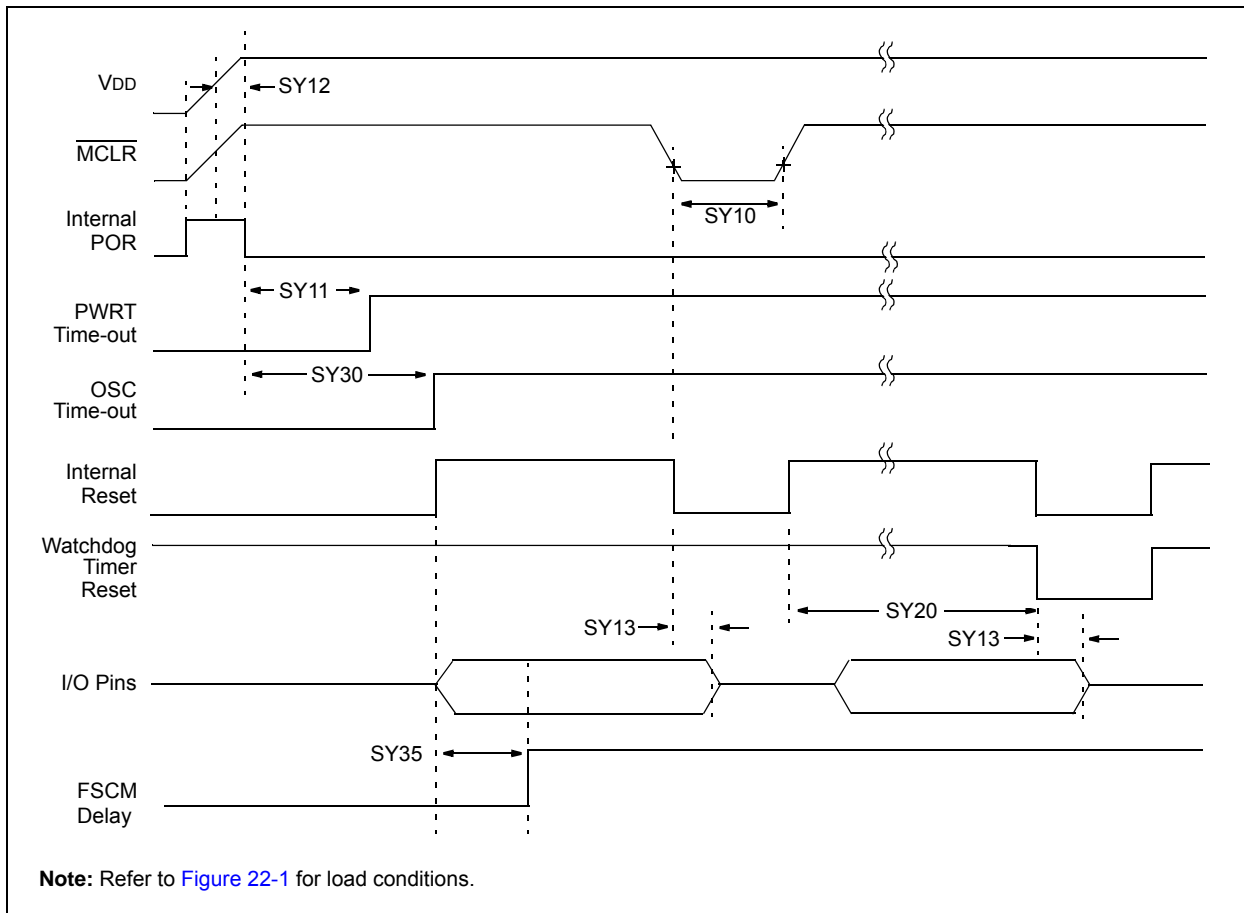 VDD
SY12
MCLR
SY10
Internal
POR
SY11
PWRT
Time-out
SY30
OSC
Time-out
Internal
Reset
Watchdog
Timer
Reset
SY20
SY13
SY13
I/O Pins
SY35
FSCM
Delay
Note: Refer to Figure 22-1 for load conditions.